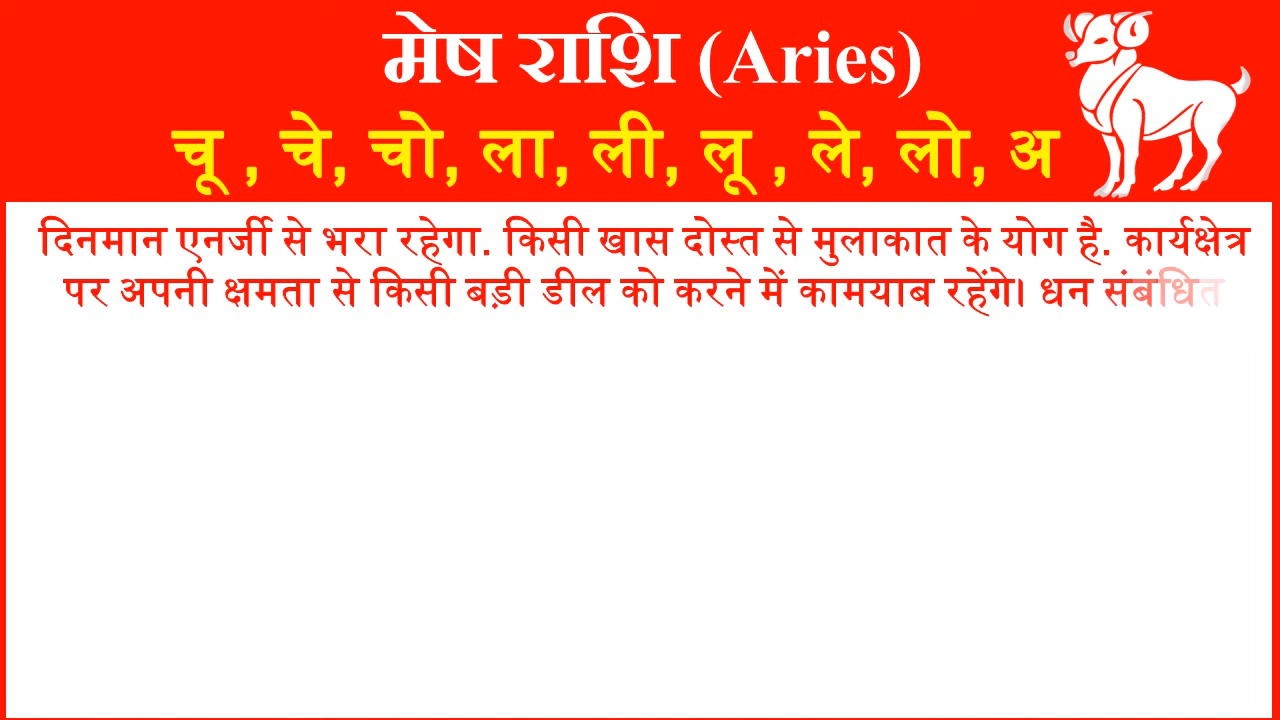 मेष राशि (Aries)
चू , चे, चो, ला, ली, लू , ले, लो, अ
दिनमान एनर्जी से भरा रहेगा. किसी खास दोस्त से मुलाकात के योग है. कार्यक्षेत्र
पर अपनी क्षमता से किसी बड़ी डील को करने में कामयाब रहेंगे। धन संबंधित